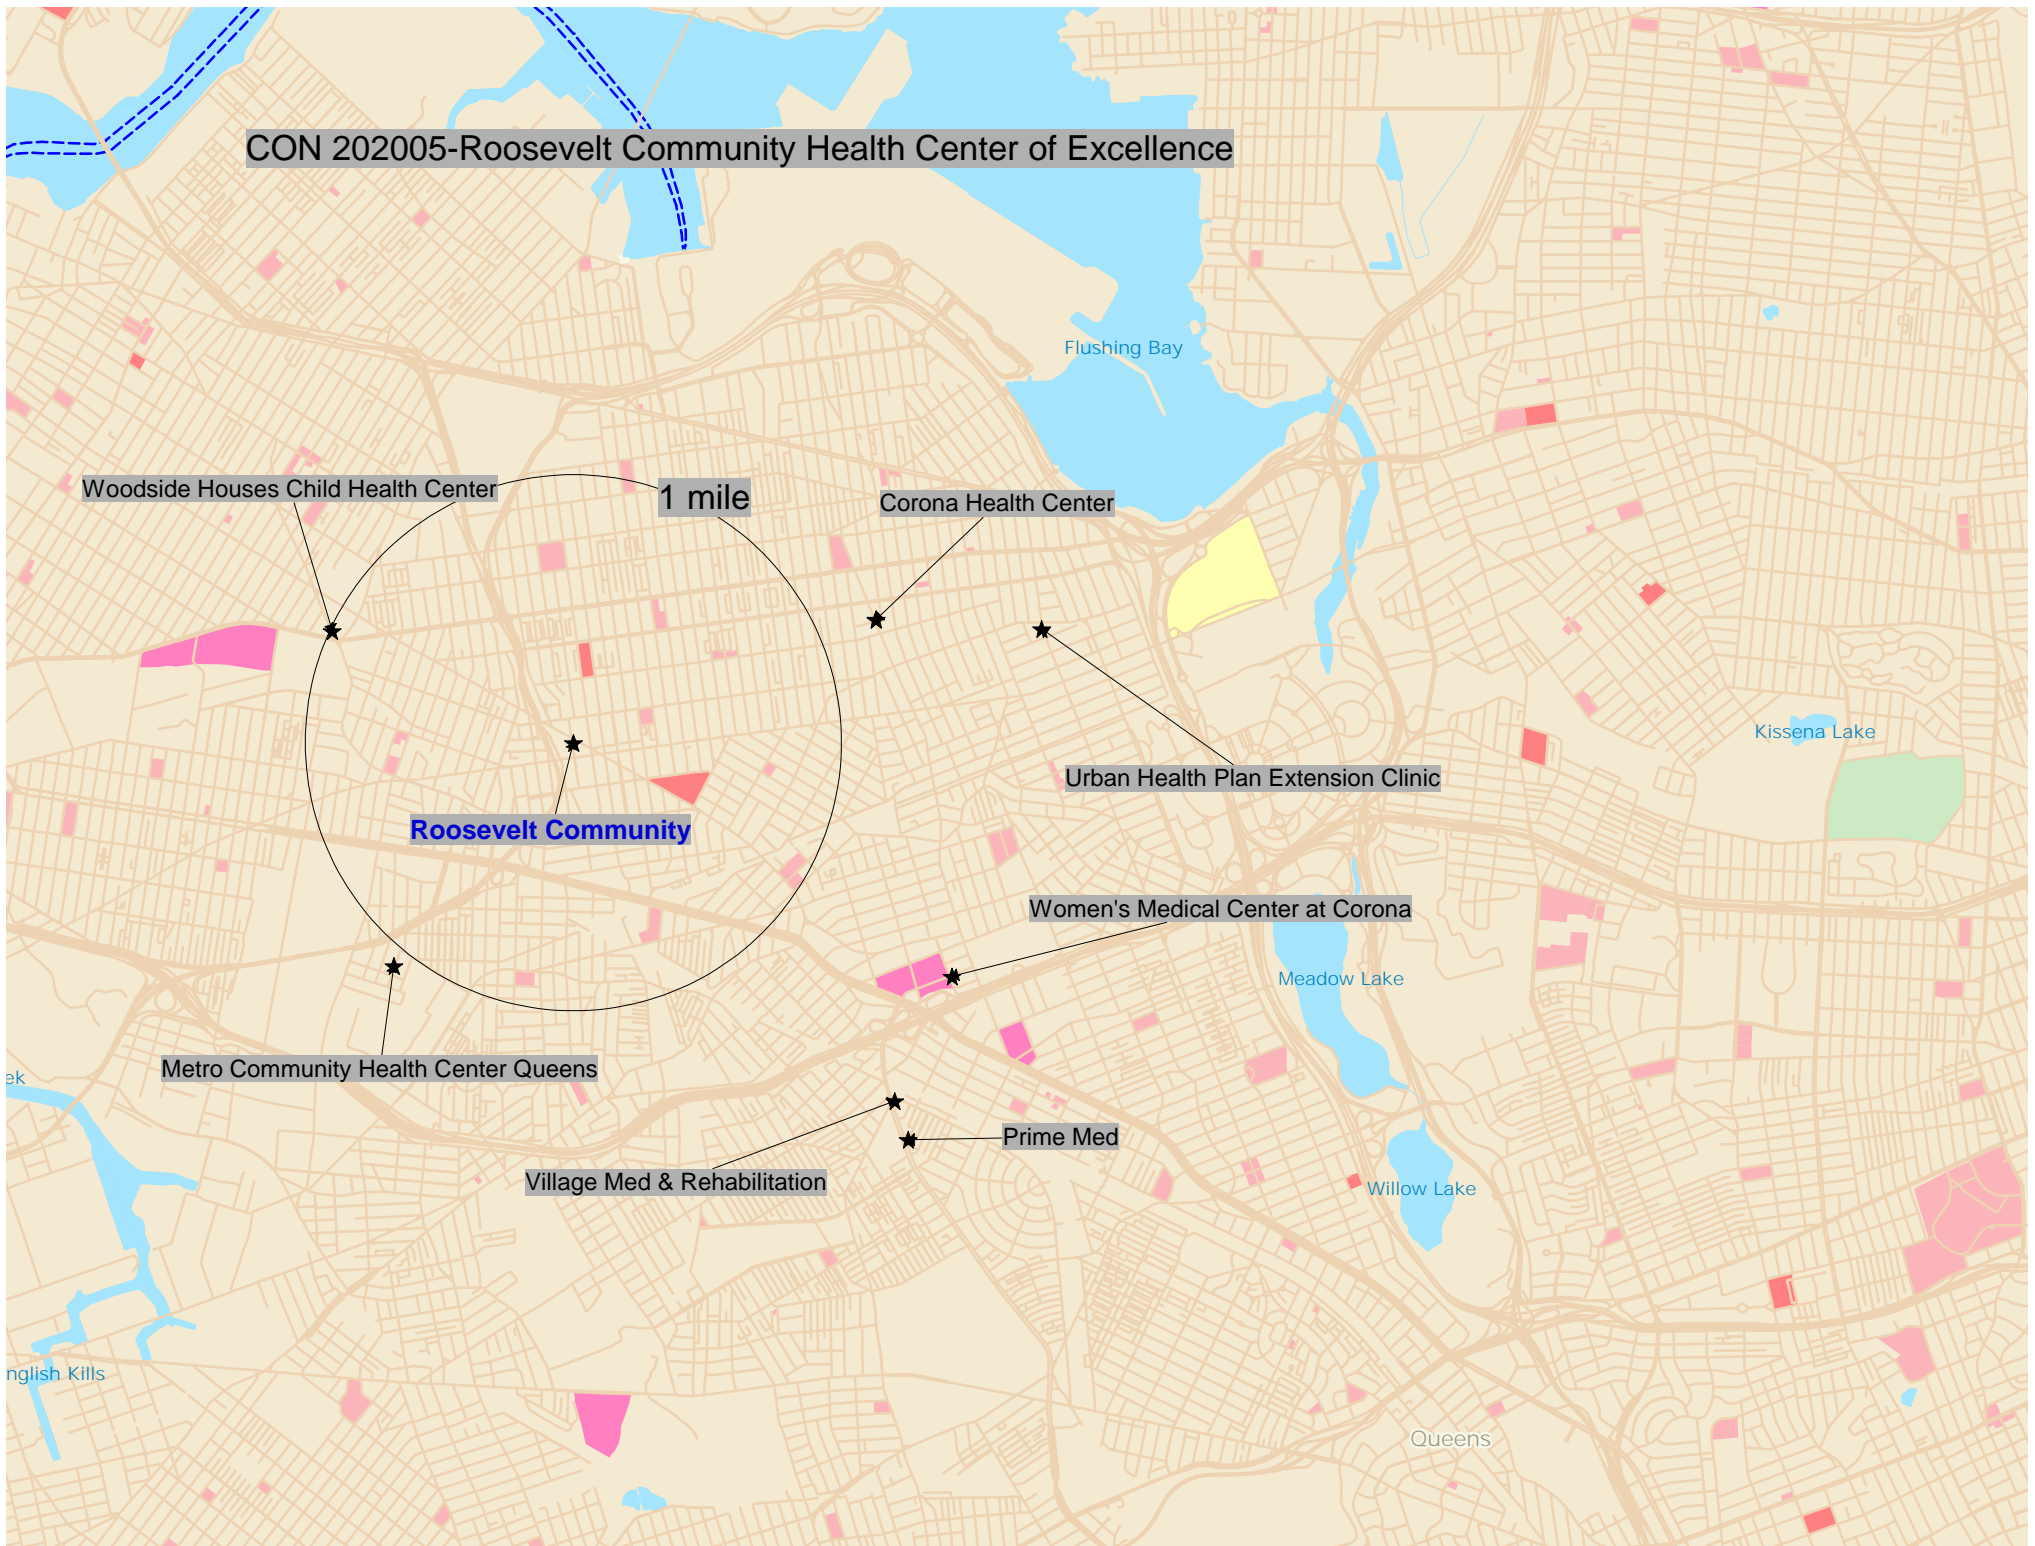 CON 202005-Roosevelt Community Health Center of Excellence
Flushing Bay
Woodside Houses Child Health Center
1 mile
Corona Health Center
Kissena Lake
Urban Health Plan Extension Clinic
Roosevelt Community
Women's Medical Center at Corona
Meadow Lake
Metro Community Health Center Queens
ek
Prime Med
Village Med & Rehabilitation
Willow Lake
nglish Kills
Queens